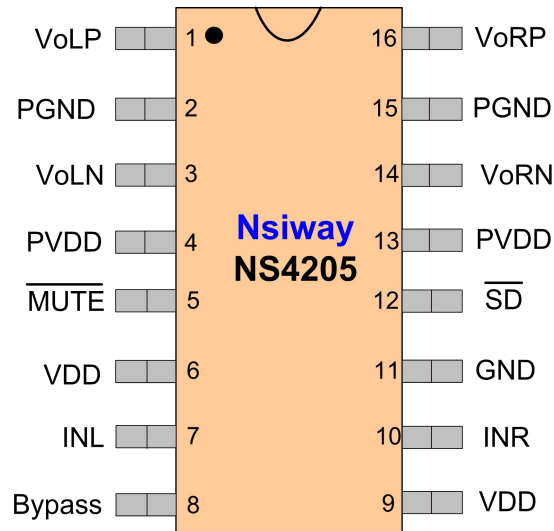 VoLP 1 16 VoRP
PGND 2 15 PGND
VoLN 3 14 VoRN
Nsiway
PVDD 4 13 PVDD
NS4205
MUTE 5 12 SD
VDD 6 11 GND
INL 7 10 INR
Bypass 8 9 VDD